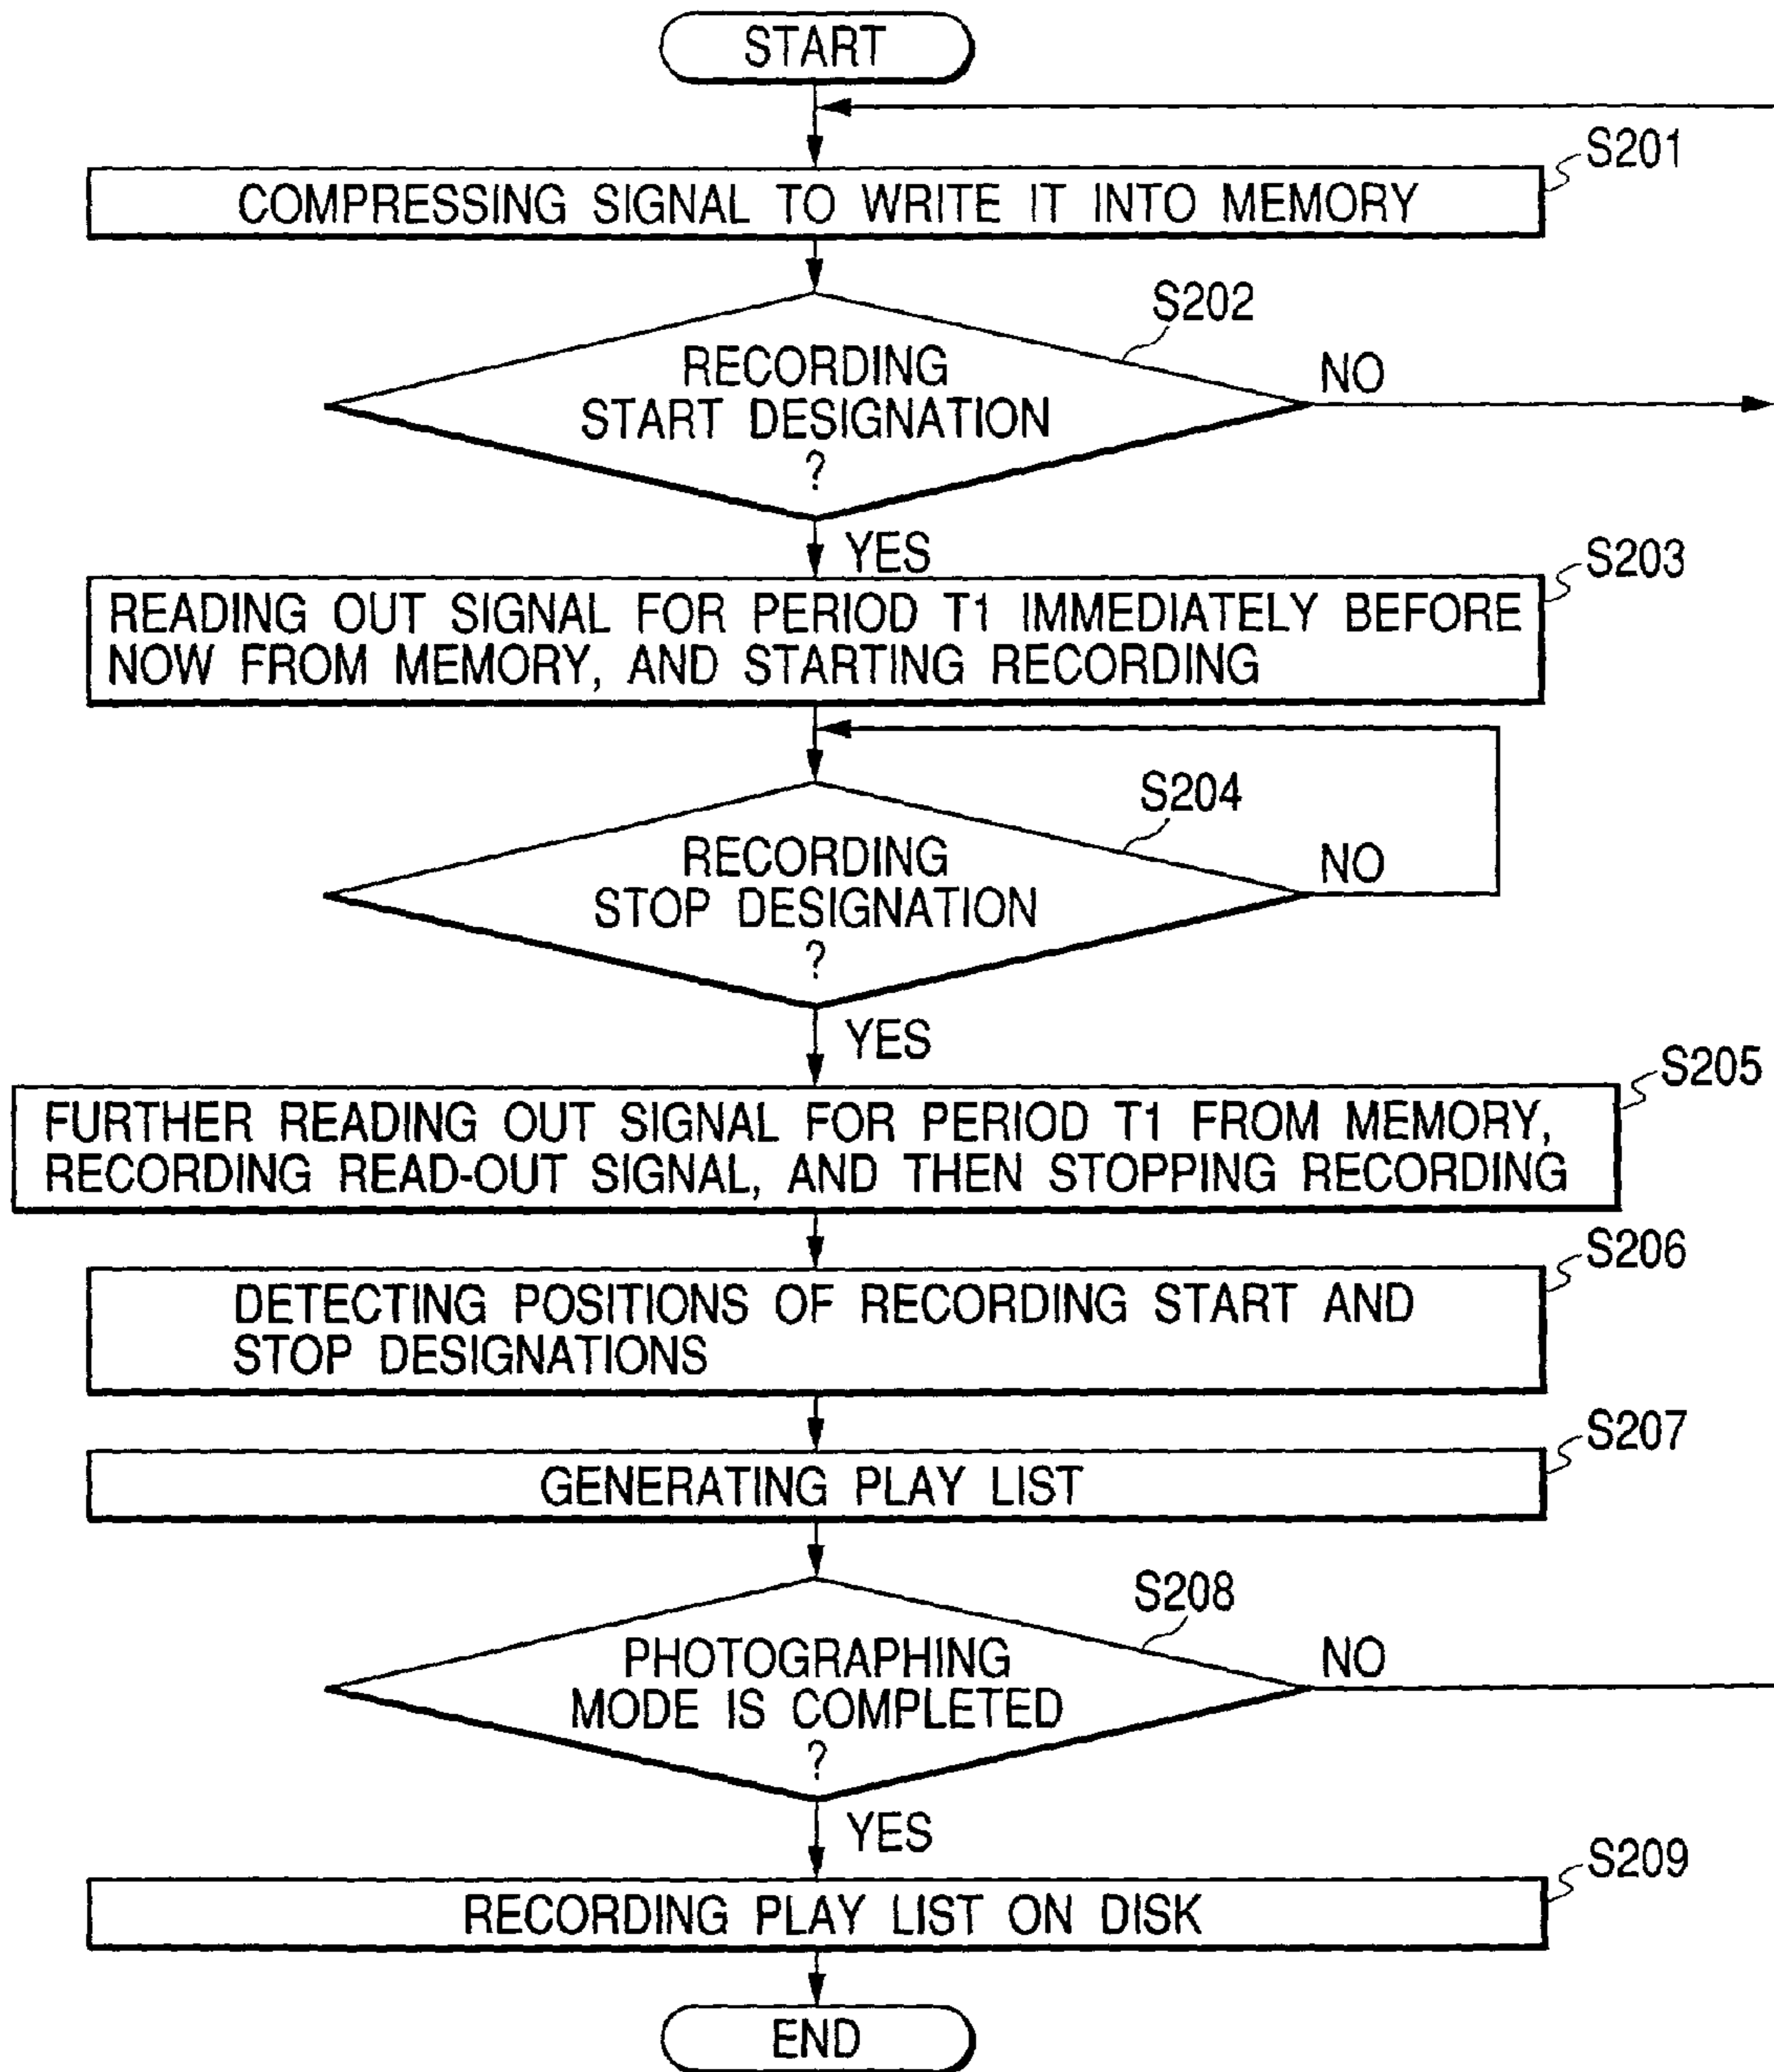 START
S201
COMPRESSING SIGNAL TO WRITE IT INTO MEMORY
S202
RECORDING
START DESIGNATION
?
NO
YES
S203
READING OUT SIGNAL FOR PERIOD T1 IMMEDIATELY BEFORE
NOW FROM MEMORY, AND STARTING RECORDING
S204
RECORDING
STOP DESIGNATION
?
NO
YES
S205
FURTHER READING OUT SIGNAL FOR PERIOD T1 FROM MEMORY,
RECORDING READ-OUT SIGNAL, AND THEN STOPPING RECORDING
S206
DETECTING POSITIONS OF RECORDING START AND
STOP DESIGNATIONS
S207
GENERATING PLAY LIST
S208
PHOTOGRAPHING
MODE IS COMPLETED
?
NO
YES
S209
RECORDING PLAY LIST ON DISK
END